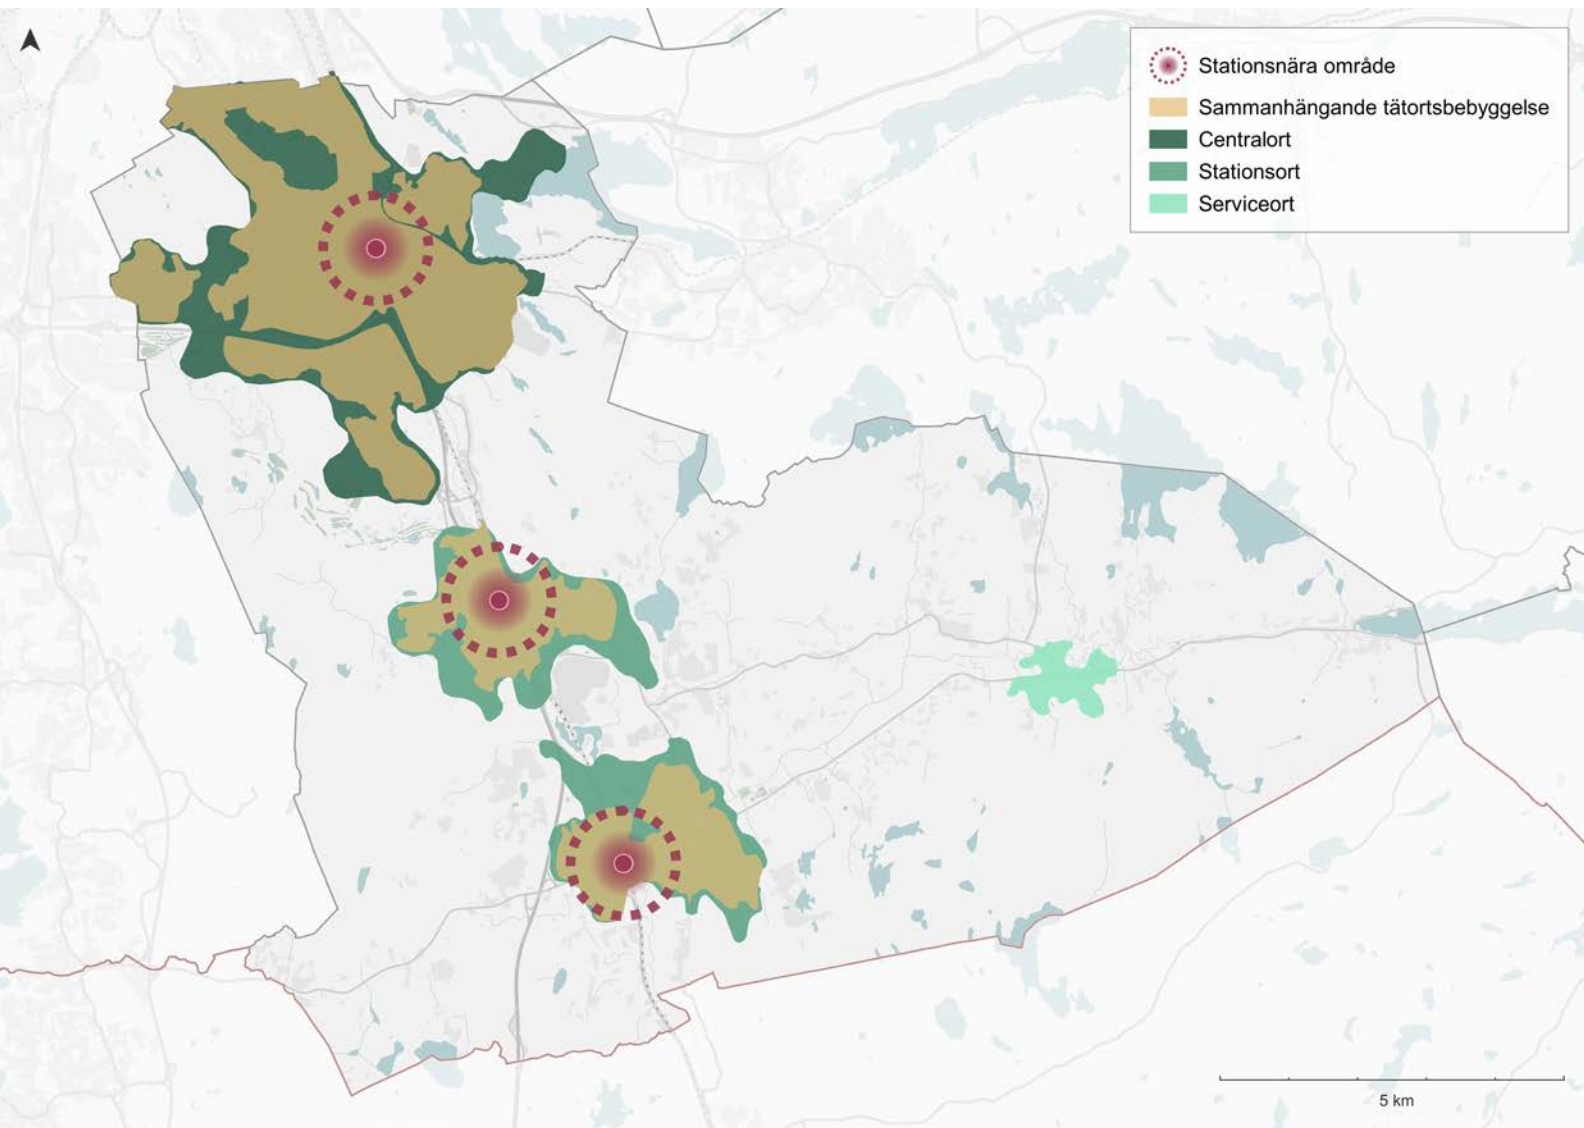 Stationsnära område
Sammanhängande tätortsbebyggelse
Centralort
Stationsort
Serviceort
5 km